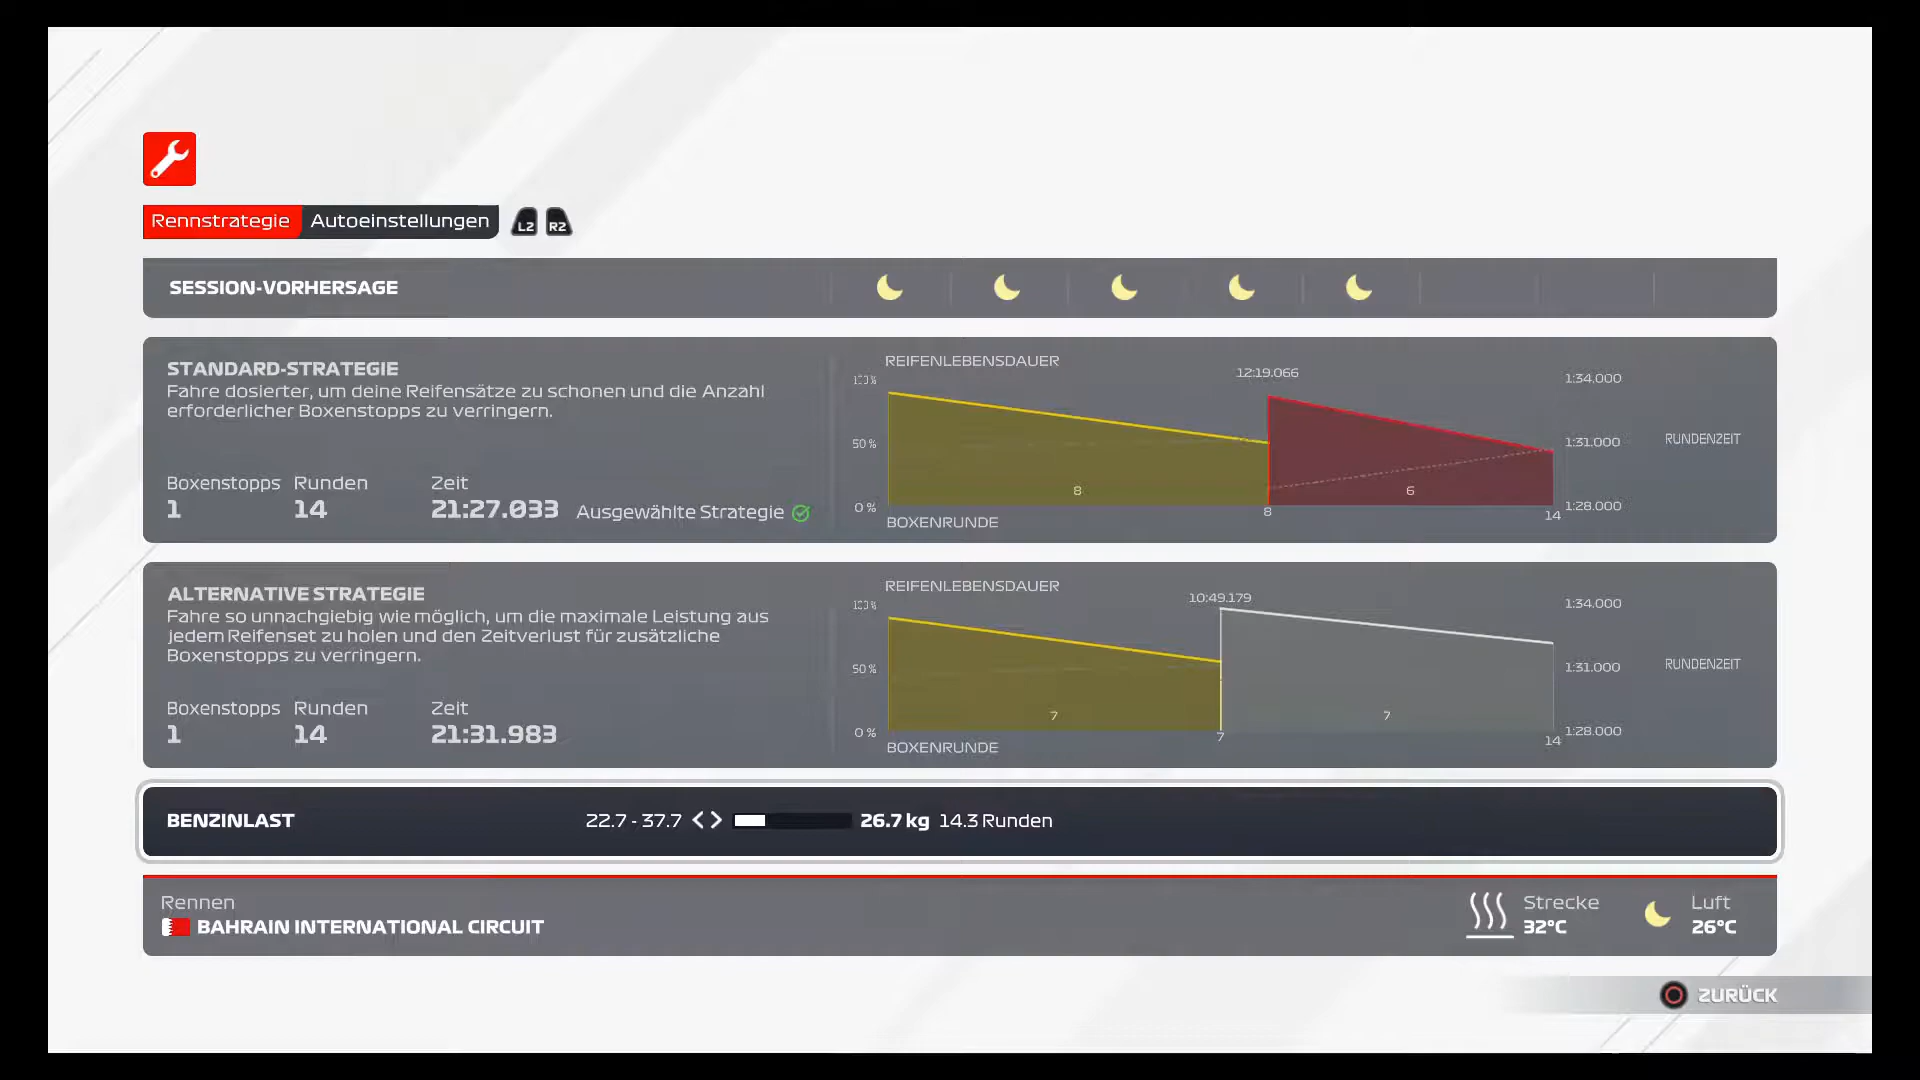 Rennstrategie Autoeinstellungen L2 R2
SESSION-VORHERSAGE
STANDARD-STRATEGIE
Fahre dosierter, um deine Reifensätze zu schonen und die Anzahl
erforderlicher Boxenstopps zu verringern.
Boxenstopps Runden Zeit
1 14 21:27.033 Ausgewählte Strategie
REIFENLEBENSDAUER
12:19.066
100% 1:34.000
50% 1:31.000 RUNDENZEIT
8 6
0% 8 14 1:28.000
BOXENRUNDE
ALTERNATIVE STRATEGIE
Fahre so unnachgiebig wie möglich, um die maximale Leistung aus
jedem Reifenset zu holen und den Zeitverlust für zusätzliche
Boxenstopps zu verringern.
Boxenstopps Runden Zeit
1 14 21:31.983
REIFENLEBENSDAUER
10:49.179
100% 1:34.000
50% 1:31.000 RUNDENZEIT
7 7
0% 7 14 1:28.000
BOXENRUNDE
BENZINLAST 22.7 - 37.7 26.7 kg 14.3 Runden
Rennen
BAHRAIN INTERNATIONAL CIRCUIT
Strecke
32°C
Luft
26°C
ZURÜCK